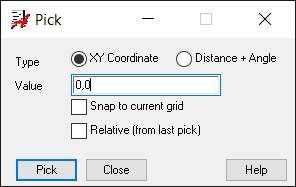 Pick
Type XY Coordinate Distance + Angle
Value 0,0
Snap to current grid
Relative (from last pick)
Pick Close Help